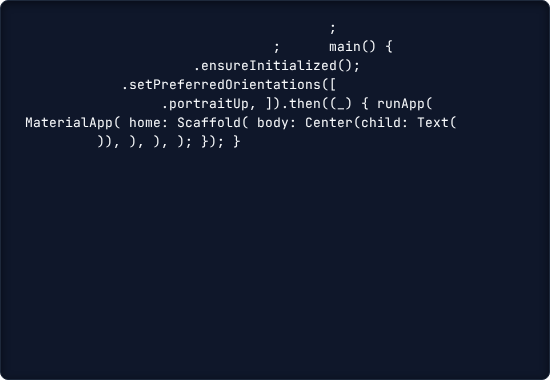 ;
; main() {
.ensureInitialized();
.setPreferredOrientations([
.portraitUp, ]).then((_) { runApp(
MaterialApp( home: Scaffold( body: Center(child: Text(
)), ), ), ); }); }